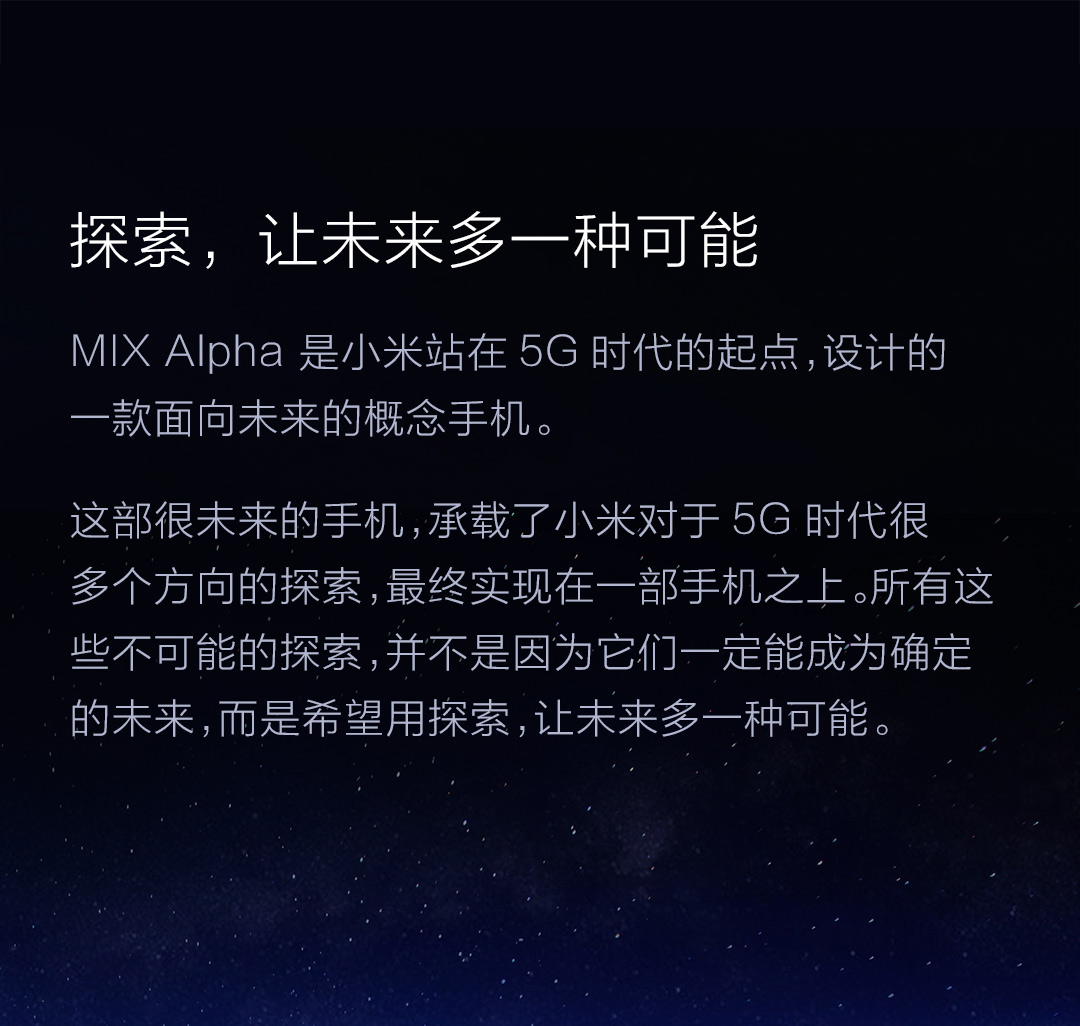 探索，让未来多一种可能
MIX Alpha 是小米站在 5G 时代的起点，设计的
一款面向未来的概念手机。
这部很未来的手机，承载了小米对于 5G 时代很
多个方向的探索，最终实现在一部手机之上。所有这
些不可能的探索，并不是因为它们一定能成为确定
的未来，而是希望用探索，让未来多一种可能。